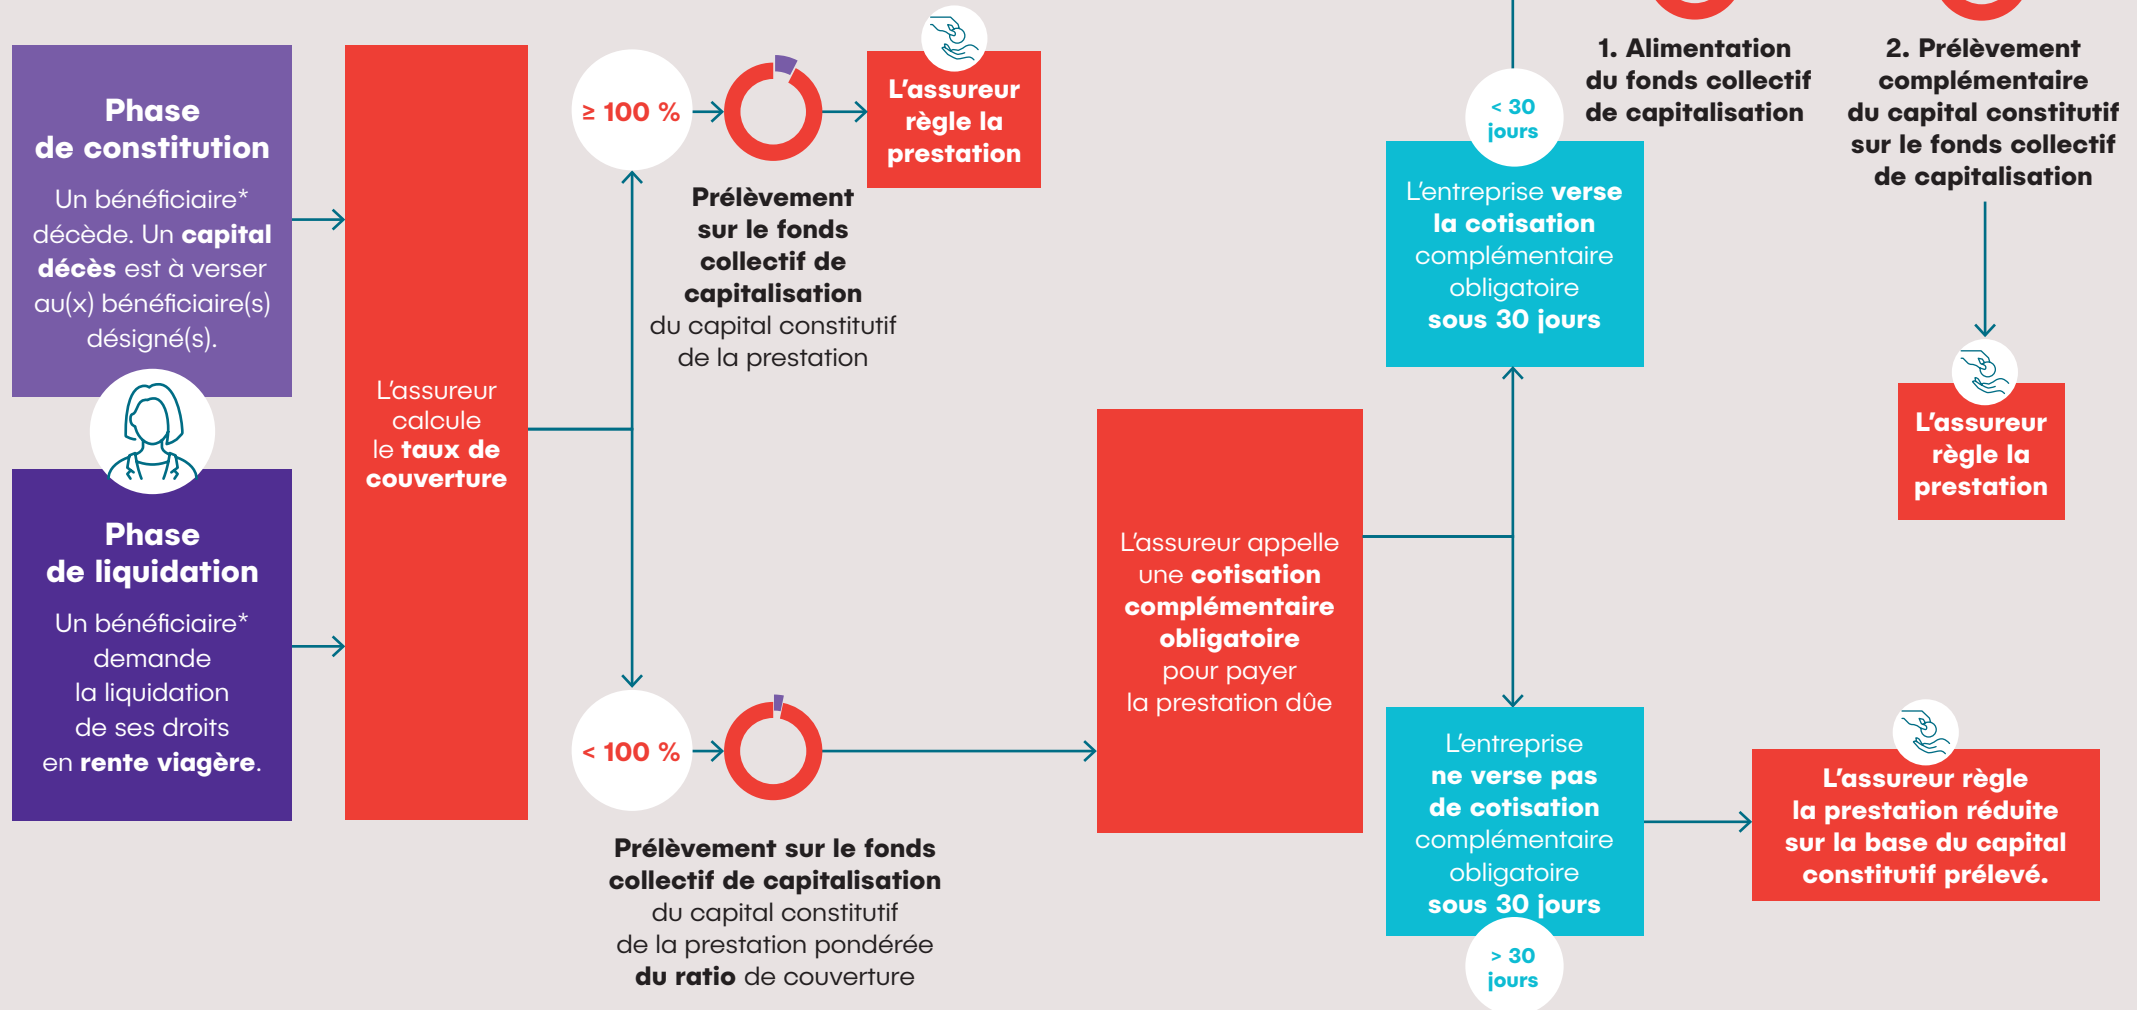 Phase
de constitution
Un bénéficiaire*
décède. Un capital
décès est à verser
au(x) bénéficiaire(s)
désigné(s).
Phase
de liquidation
Un bénéficiaire*
demande
la liquidation
de ses droits
en rente viagère.
L'assureur
calcule
le taux de
couverture
≥ 100 %
Prélèvement
sur le fonds
collectif de
capitalisation
du capital constitutif
de la prestation
L'assureur
règle la
prestation
< 100 %
Prélèvement sur le fonds
collectif de capitalisation
du capital constitutif
de la prestation pondérée
du ratio de couverture
L'assureur appelle
une cotisation
complémentaire
obligatoire
pour payer
la prestation dûe
< 30
jours
L'entreprise verse
la cotisation
complémentaire
obligatoire
sous 30 jours
1. Alimentation
du fonds collectif
de capitalisation
2. Prélèvement
complémentaire
du capital constitutif
sur le fonds collectif
de capitalisation
L'assureur
règle la
prestation
L'entreprise
ne verse pas
de cotisation
complémentaire
obligatoire
sous 30 jours
> 30
jours
L'assureur règle
la prestation réduite
sur la base du capital
constitutif prélevé.